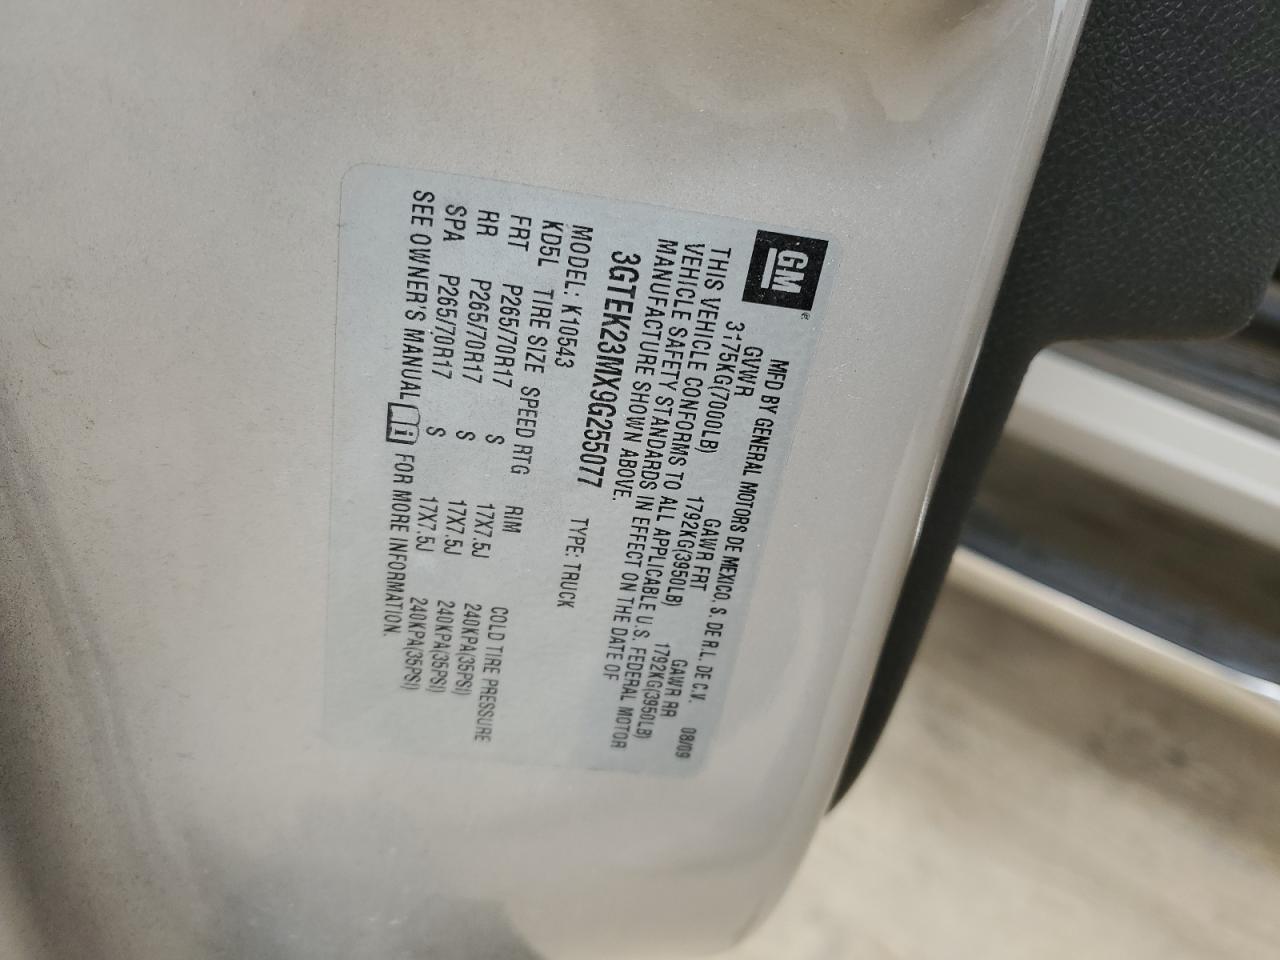 GM ®
MFD BY GENERAL MOTORS DE MEXICO, S. DE R.L. DE C.V. 08/09
GVWR GAWR FRT GAWR RR
3175KG(7000LB) 1792KG(3950LB) 1792KG(3950LB)
THIS VEHICLE CONFORMS TO ALL APPLICABLE U.S. FEDERAL MOTOR
VEHICLE SAFETY STANDARDS IN EFFECT ON THE DATE OF
MANUFACTURE SHOWN ABOVE.
3GTEK23MX9G255077 TYPE: TRUCK
MODEL: K10543
KD5L TIRE SIZE SPEED RTG RIM COLD TIRE PRESSURE
FRT P265/70R17 S 17X7.5J 240KPA(35PSI)
RR P265/70R17 S 17X7.5J 240KPA(35PSI)
SPA P265/70R17 S 17X7.5J 240KPA(35PSI)
SEE OWNER'S MANUAL FOR MORE INFORMATION.